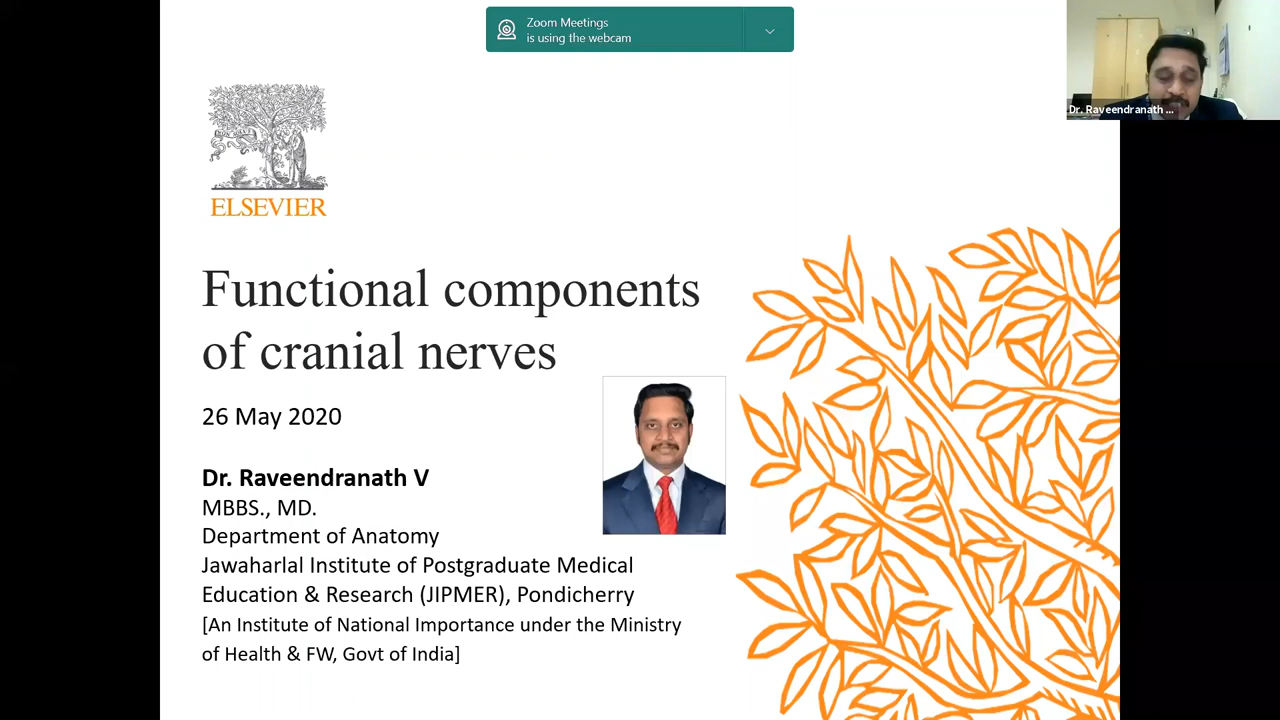 Zoom Meetings
is using the webcam
Dr. Raveendranath ...
ELSEVIER
Functional components
of cranial nerves
26 May 2020
Dr. Raveendranath V
MBBS., MD.
Department of Anatomy
Jawaharlal Institute of Postgraduate Medical
Education & Research (JIPMER), Pondicherry
[An Institute of National Importance under the Ministry
of Health & FW, Govt of India]